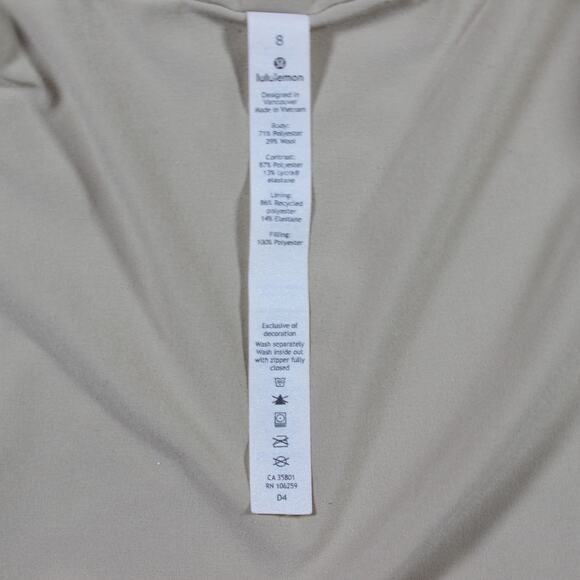 8
lululemon
Designed in
Vancouver
Made in Vietnam
Body:
71% Polyester
29% Wool
Contrast:
87% Polyester
13% Lycra®
elastane
Lining:
86% Recycled
polyester
14% Elastane
Filling:
100% Polyester
Exclusive of
decoration
Wash separately
Wash inside out
with zipper fully
closed
CA 35801
RN 106259
D4